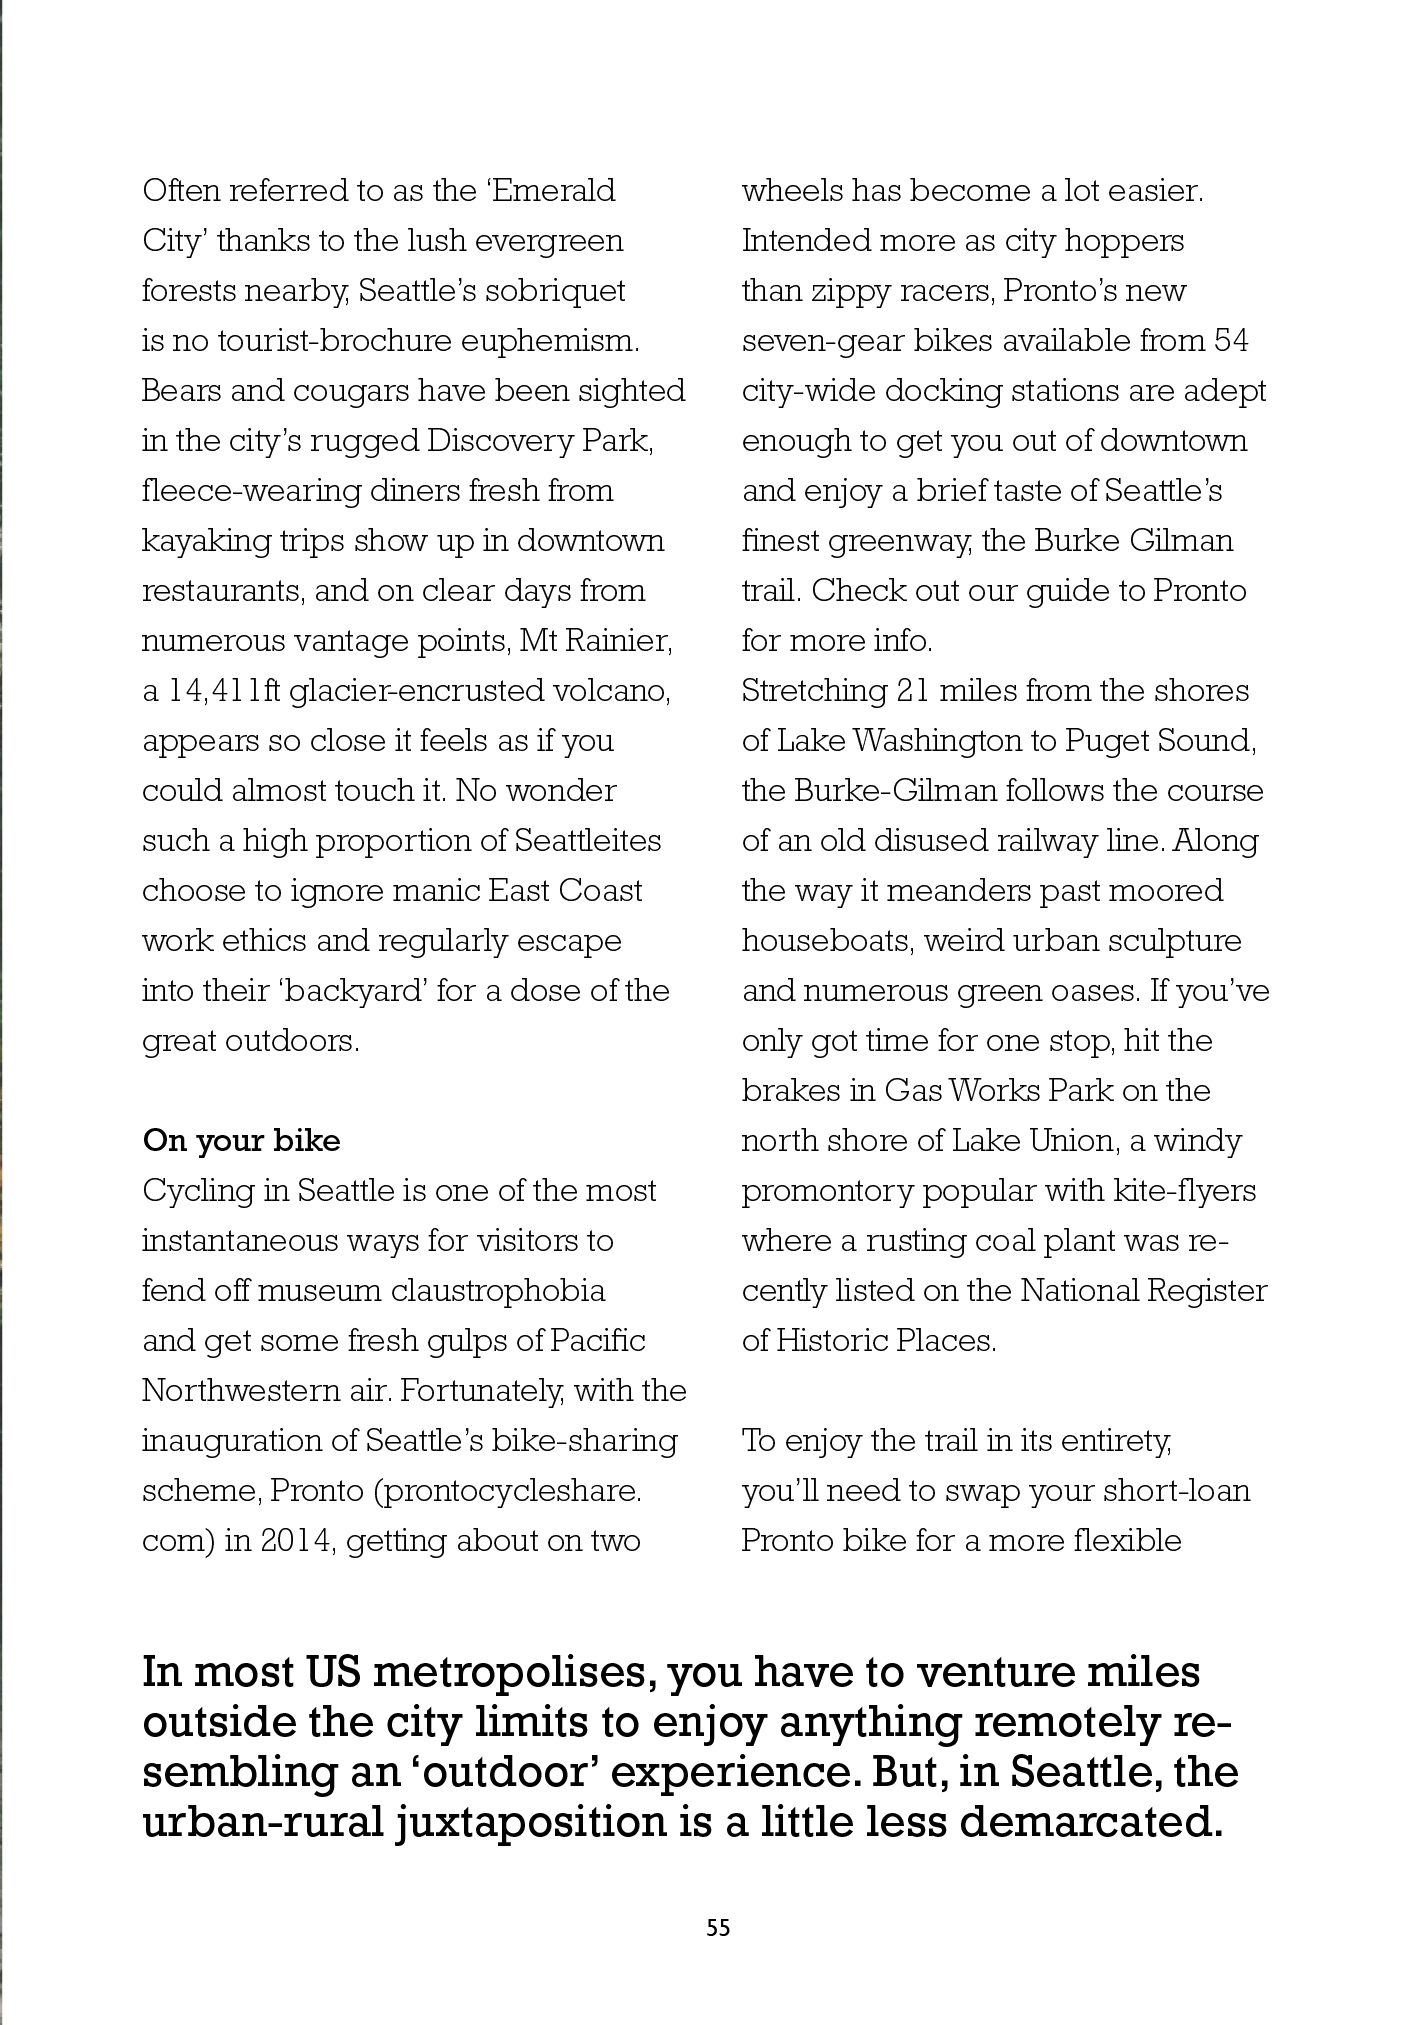 Often referred to as the ‘Emerald
City’ thanks to the lush evergreen
forests nearby, Seattle’s sobriquet
is no tourist-brochure euphemism.
Bears and cougars have been sighted
in the city’s rugged Discovery Park,
fleece-wearing diners fresh from
kayaking trips show up in downtown
restaurants, and on clear days from
numerous vantage points, Mt Rainier,
a 14,411ft glacier-encrusted volcano,
appears so close it feels as if you
could almost touch it. No wonder
such a high proportion of Seattleites
choose to ignore manic East Coast
work ethics and regularly escape
into their ‘backyard’ for a dose of the
great outdoors.
On your bike
Cycling in Seattle is one of the most
instantaneous ways for visitors to
fend off museum claustrophobia
and get some fresh gulps of Pacific
Northwestern air. Fortunately, with the
inauguration of Seattle’s bike-sharing
scheme, Pronto (prontocycleshare.
com) in 2014, getting about on two
wheels has become a lot easier.
Intended more as city hoppers
than zippy racers, Pronto’s new
seven-gear bikes available from 54
city-wide docking stations are adept
enough to get you out of downtown
and enjoy a brief taste of Seattle’s
finest greenway, the Burke Gilman
trail. Check out our guide to Pronto
for more info.
Stretching 21 miles from the shores
of Lake Washington to Puget Sound,
the Burke-Gilman follows the course
of an old disused railway line. Along
the way it meanders past moored
houseboats, weird urban sculpture
and numerous green oases. If you’ve
only got time for one stop, hit the
brakes in Gas Works Park on the
north shore of Lake Union, a windy
promontory popular with kite-flyers
where a rusting coal plant was re-
cently listed on the National Register
of Historic Places.
To enjoy the trail in its entirety,
you’ll need to swap your short-loan
Pronto bike for a more flexible
In most US metropolises, you have to venture miles
outside the city limits to enjoy anything remotely re-
sembling an ‘outdoor’ experience. But, in Seattle, the
urban-rural juxtaposition is a little less demarcated.
55